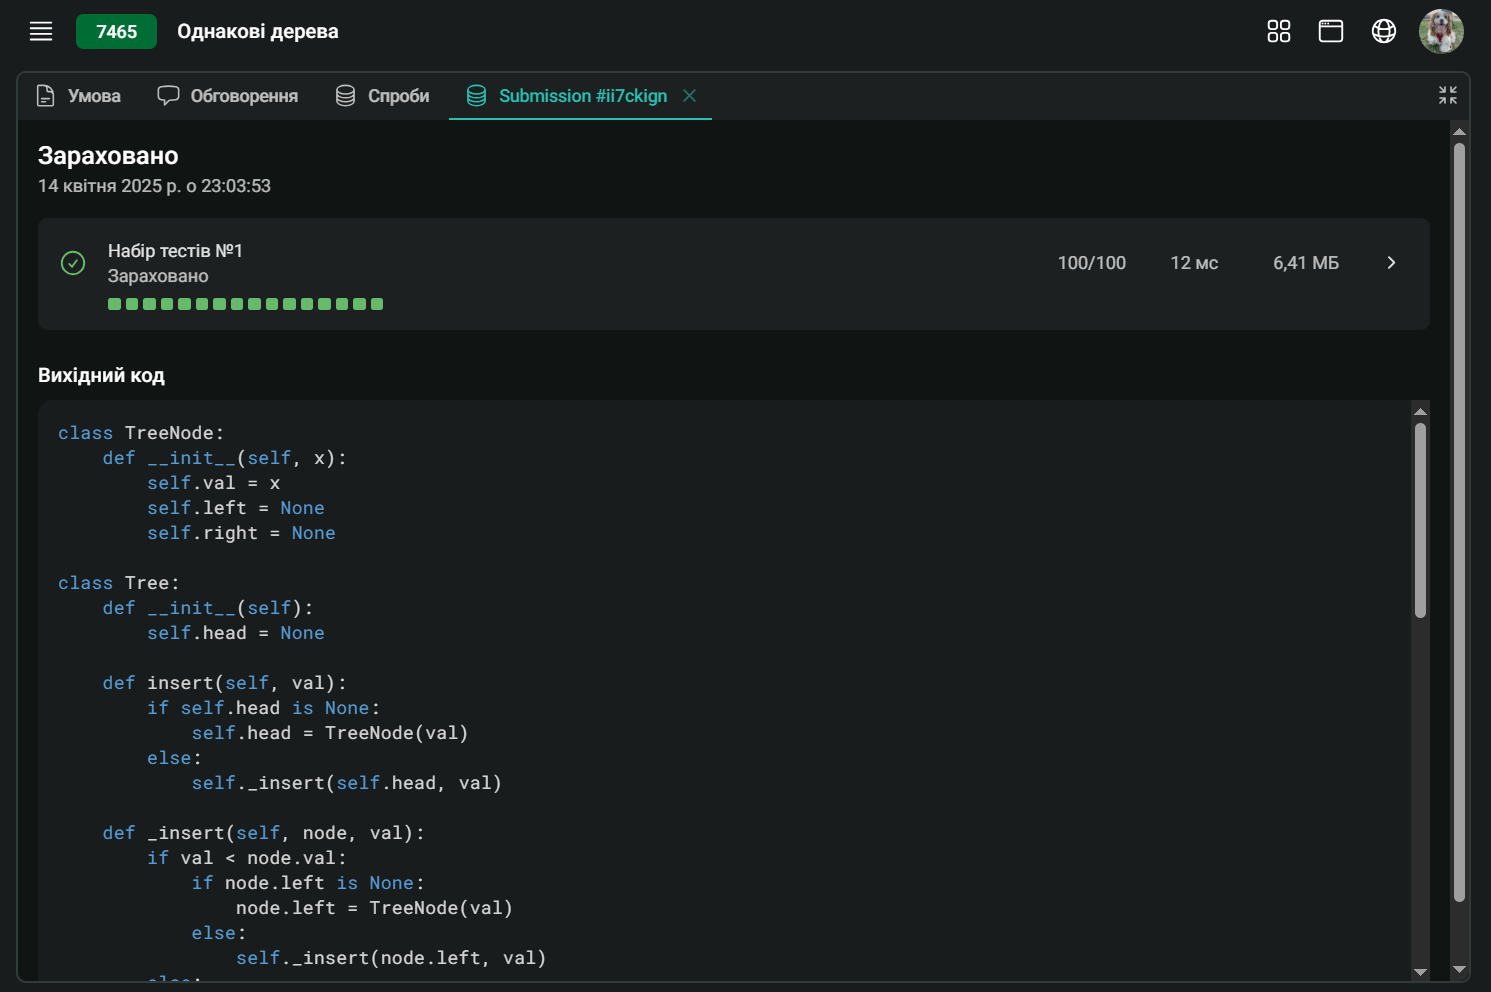 7465 Однакові дерева
Умова Обговорення Спроби Submission #ii7ckign
Зараховано
14 квітня 2025 р. о 23:03:53
Набір тестів №1
Зараховано
100/100 12 мс 6,41 МБ
Вихідний код
class TreeNode:
    def __init__(self, x):
        self.val = x
        self.left = None
        self.right = None

class Tree:
    def __init__(self):
        self.head = None

    def insert(self, val):
        if self.head is None:
            self.head = TreeNode(val)
        else:
            self._insert(self.head, val)

    def _insert(self, node, val):
        if val < node.val:
            if node.left is None:
                node.left = TreeNode(val)
            else:
                self._insert(node.left, val)
        else: